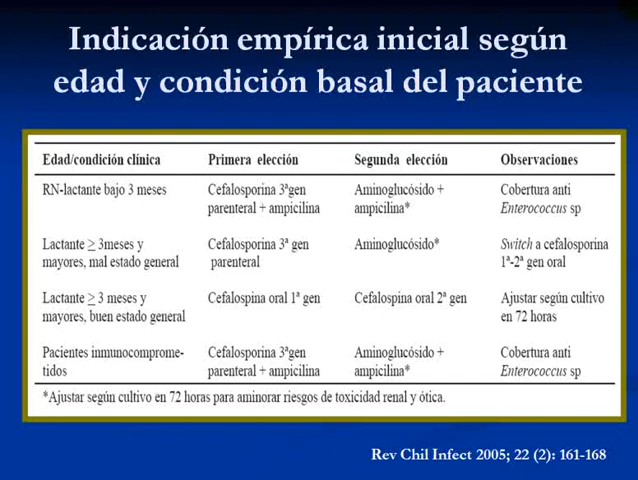 Indicación empírica inicial según
edad y condición basal del paciente
Edad/condición clínica Primera elección Segunda elección Observaciones
RN-lactante bajo 3 meses Cefalosporina 3ªgen Aminoglucósido + Cobertura anti
parenteral + ampicilina ampicilina* Enterococcus sp
Lactante ≥ 3meses y Cefalosporina 3ª gen Aminoglucósido* Switch a cefalosporina
mayores, mal estado general parenteral 1ª-2ª gen oral
Lactante ≥ 3 meses y Cefalospina oral 1ª gen Cefalospina oral 2ª gen Ajustar según cultivo
mayores, buen estado general en 72 horas
Pacientes inmunocomprome- Cefalosporina 3ªgen Aminoglucósido + Cobertura anti
tidos parenteral + ampicilina ampicilina* Enterococcus sp
*Ajustar según cultivo en 72 horas para aminorar riesgos de toxicidad renal y ótica.
Rev Chil Infect 2005; 22 (2): 161-168